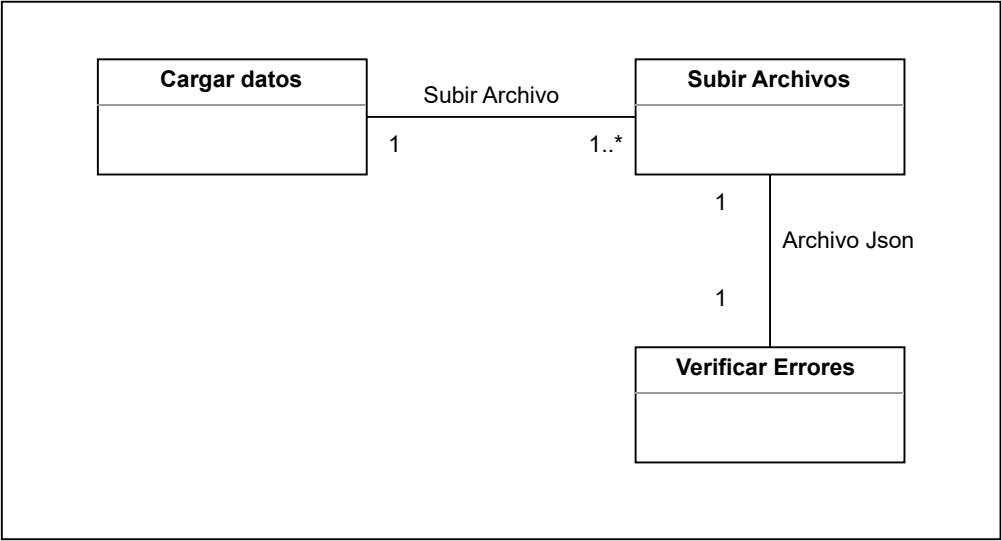 Cargar datos
Subir Archivo
Subir Archivos
1
1..*
1
Archivo Json
1
Verificar Errores